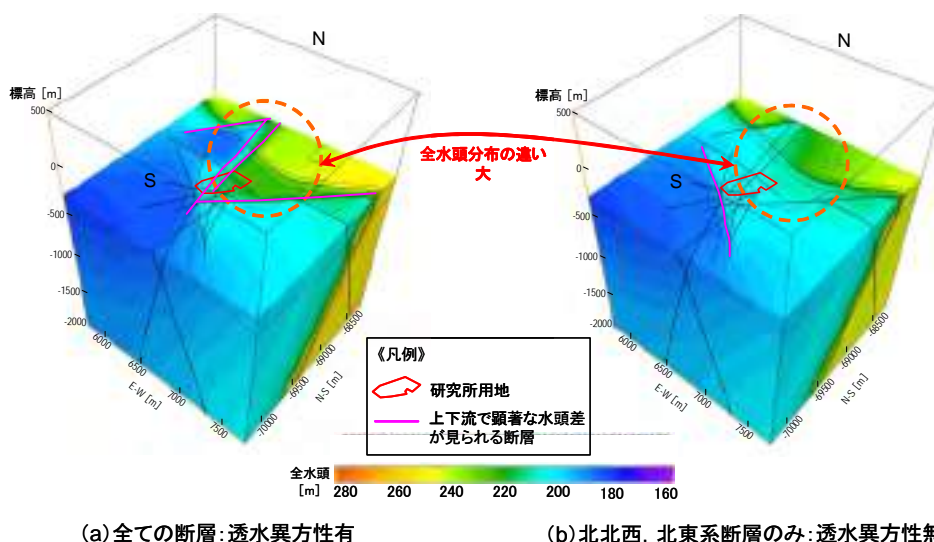 N
標高 [m]
500
0
-500
-1000
-1500
-2000
S
6000
6500
7000
7500
E-W [m]
-70000
-69500
-69000
-68500
N-S [m]
全水頭分布の違い
大
N
標高 [m]
500
0
-500
-1000
-1500
-2000
S
6000
6500
7000
7500
E-W [m]
-70000
-69500
-69000
-68500
N-S [m]
《凡例》
研究所用地
上下流で顕著な水頭差
が見られる断層
全水頭
[m]
280 260 240 220 200 180 160
(a)全ての断層:透水異方性有
(b)北北西, 北東系断層のみ:透水異方性無